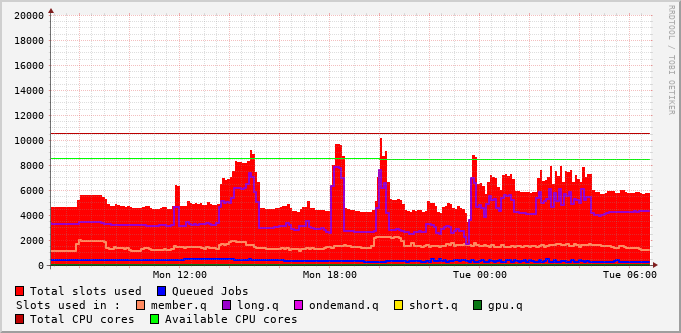 RRDTOOL / TOBI OETIKER
20000
18000
16000
14000
12000
10000
8000
6000
4000
2000
0
Mon 12:00 Mon 18:00 Tue 00:00 Tue 06:00
Total slots used Queued Jobs
Slots used in : member.q long.q ondemand.q short.q gpu.q
Total CPU cores Available CPU cores